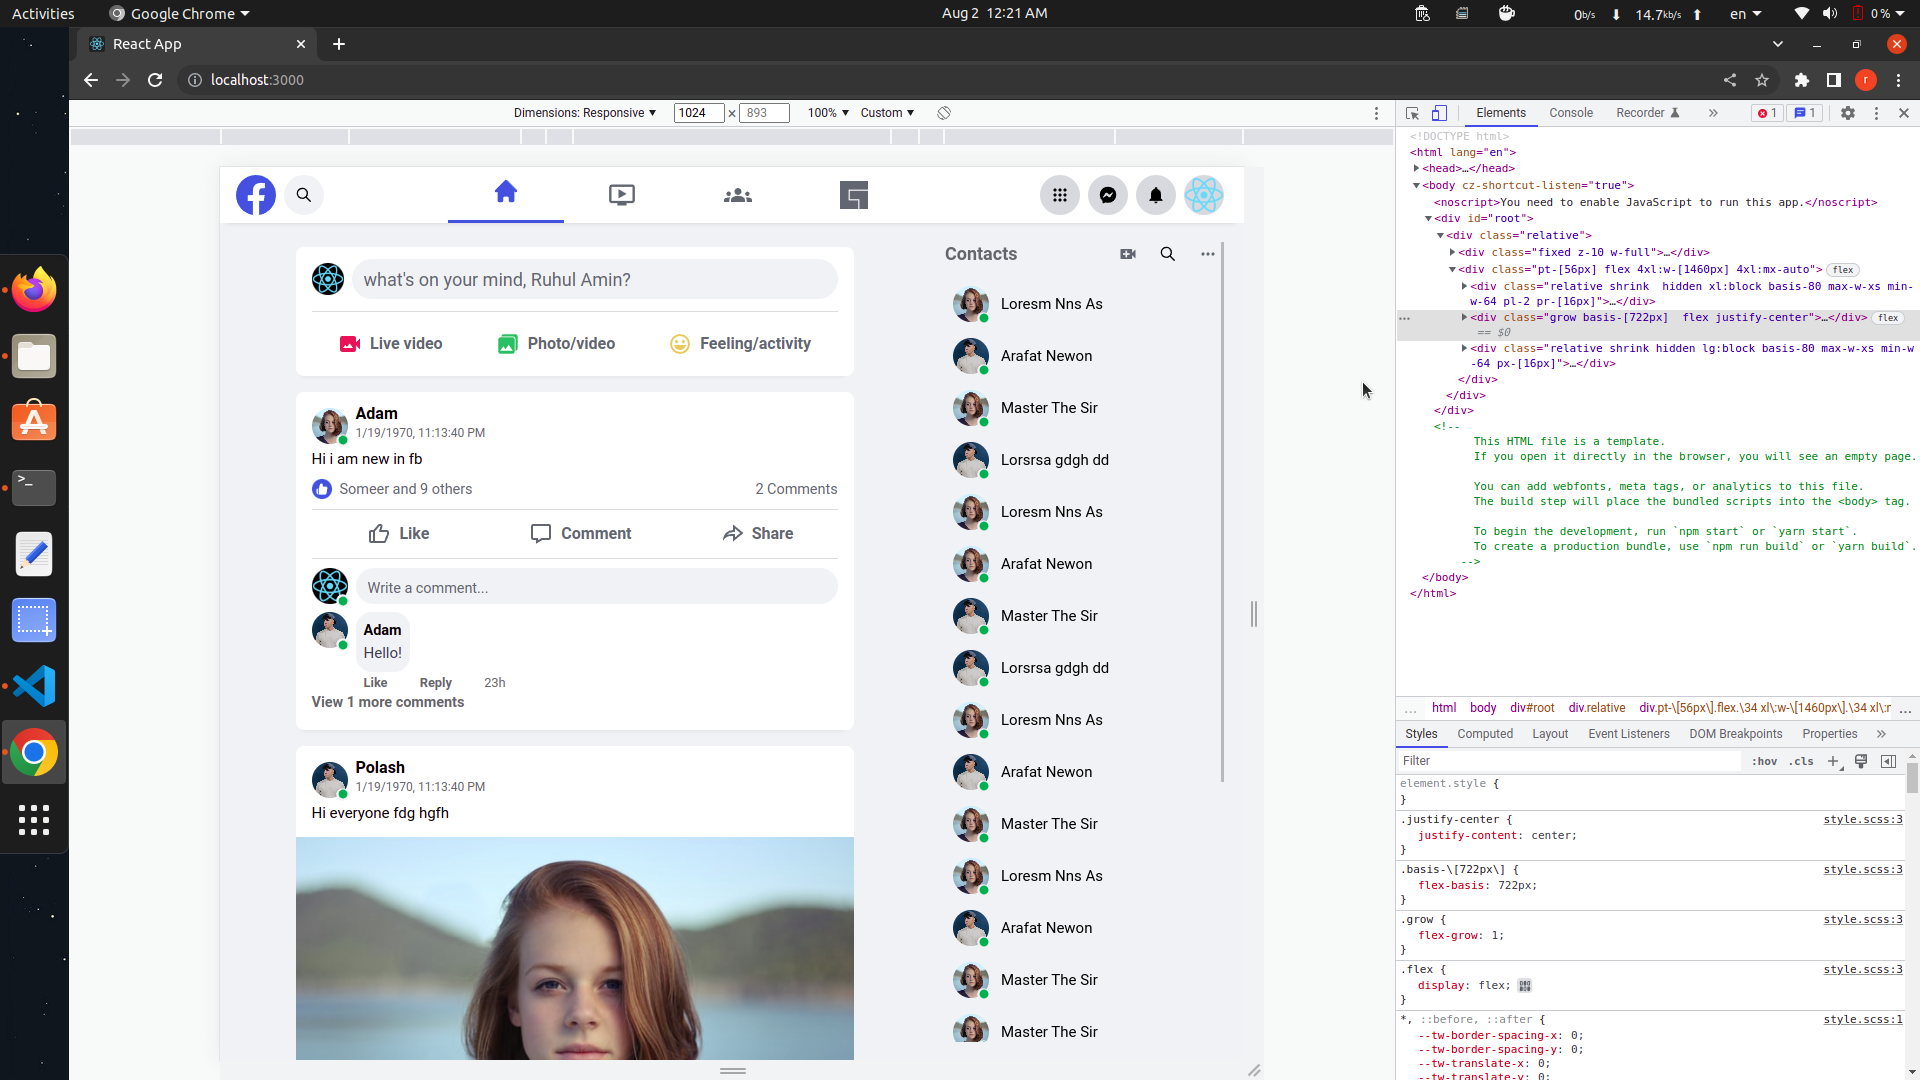 Activities
Google Chrome
Aug 2 12:21 AM
0b/s
14.7kb/s
en
0 %
React App
localhost:3000
r
Dimensions: Responsive
1024 × 893
100%
Custom
what's on your mind, Ruhul Amin?
Live video
Photo/video
Feeling/activity
Adam
1/19/1970, 11:13:40 PM
Hi i am new in fb
Someer and 9 others
2 Comments
Like
Comment
Share
Write a comment...
Adam
Hello!
Like
Reply
23h
View 1 more comments
Polash
1/19/1970, 11:13:40 PM
Hi everyone fdg hgfh
Contacts
Loresm Nns As
Arafat Newon
Master The Sir
Lorsrsa gdgh dd
Loresm Nns As
Arafat Newon
Master The Sir
Lorsrsa gdgh dd
Loresm Nns As
Arafat Newon
Master The Sir
Loresm Nns As
Arafat Newon
Master The Sir
Master The Sir
Elements
Console
Recorder
1
1
<!DOCTYPE html>
<html lang="en">
<head>…</head>
<body cz-shortcut-listen="true">
<noscript>You need to enable JavaScript to run this app.</noscript>
<div id="root">
<div class="relative">
<div class="fixed z-10 w-full">…</div>
<div class="pt-[56px] flex 4xl:w-[1460px] 4xl:mx-auto"> flex
<div class="relative shrink  hidden xl:block basis-80 max-w-xs min-
w-64 pl-2 pr-[16px]">…</div>
<div class="grow basis-[722px]  flex justify-center">…</div> flex
== $0
<div class="relative shrink hidden lg:block basis-80 max-w-xs min-w
-64 px-[16px]">…</div>
</div>
</div>
</div>
<!--
This HTML file is a template.
If you open it directly in the browser, you will see an empty page.
You can add webfonts, meta tags, or analytics to this file.
The build step will place the bundled scripts into the <body> tag.
To begin the development, run `npm start` or `yarn start`.
To create a production bundle, use `npm run build` or `yarn build`.
-->
</body>
</html>
… html body div#root div.relative div.pt-\[56px\].flex.\34 xl\:w-\[1460px\].\34 xl\:r …
Styles
Computed
Layout
Event Listeners
DOM Breakpoints
Properties
Filter
:hov
.cls
element.style {
}
.justify-center {
style.scss:3
justify-content: center;
}
.basis-\[722px\] {
style.scss:3
flex-basis: 722px;
}
.grow {
style.scss:3
flex-grow: 1;
}
.flex {
style.scss:3
display: flex;
}
*, ::before, ::after {
style.scss:1
--tw-border-spacing-x: 0;
--tw-border-spacing-y: 0;
--tw-translate-x: 0;
--tw-translate-y: 0;